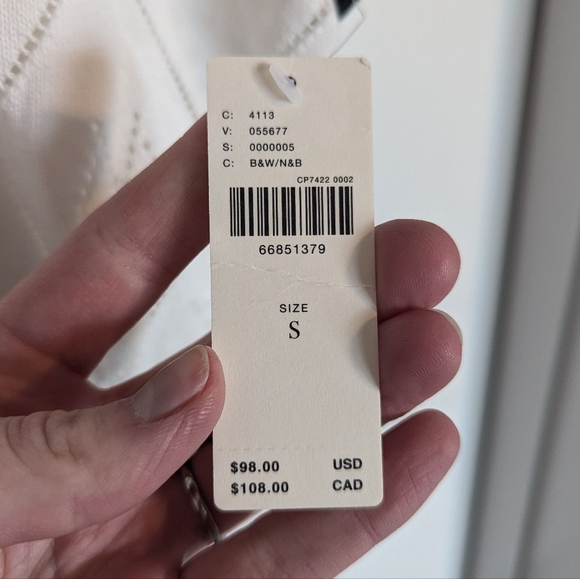 C: 4113
V: 055677
S: 0000005
C: B&W/N&B
CP7422 0002
66851379
SIZE
S
$98.00 USD
$108.00 CAD